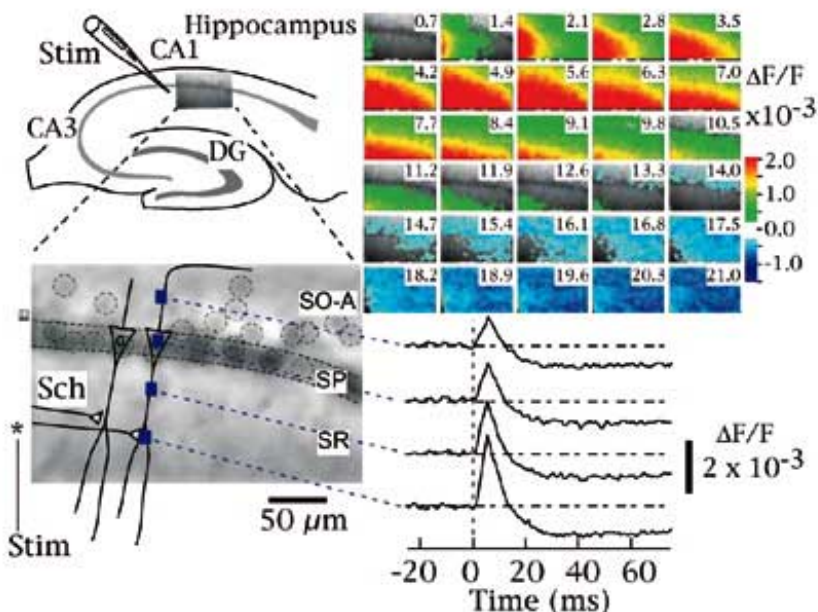 Hippocampus
CA1
Stim
CA3
DG
0.7 1.4 2.1 2.8 3.5
4.2 4.9 5.6 6.3 7.0
7.7 8.4 9.1 9.8 10.5
11.2 11.9 12.6 13.3 14.0
14.7 15.4 16.1 16.8 17.5
18.2 18.9 19.6 20.3 21.0
ΔF/F
x10-3
2.0
1.0
-0.0
-1.0
SO-A
SP
Sch
SR
*
Stim
50 μm
ΔF/F
2 x 10-3
-20 0 20 40 60
Time (ms)